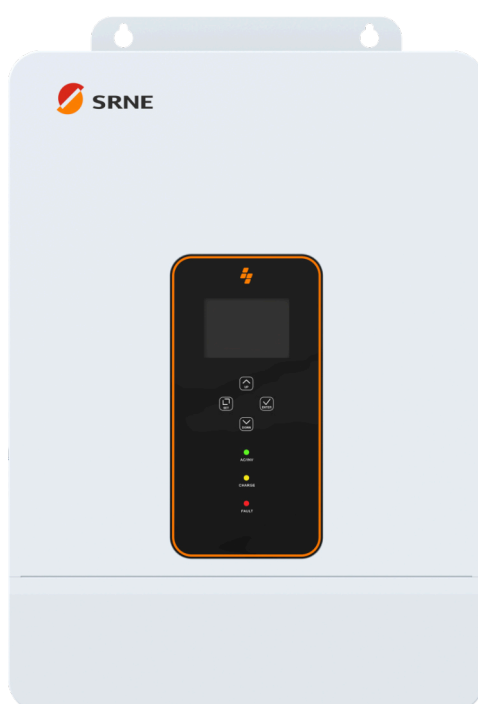 SRNE
UP
ESC
ENTER
DOWN
AC/INV
CHARGE
FAULT